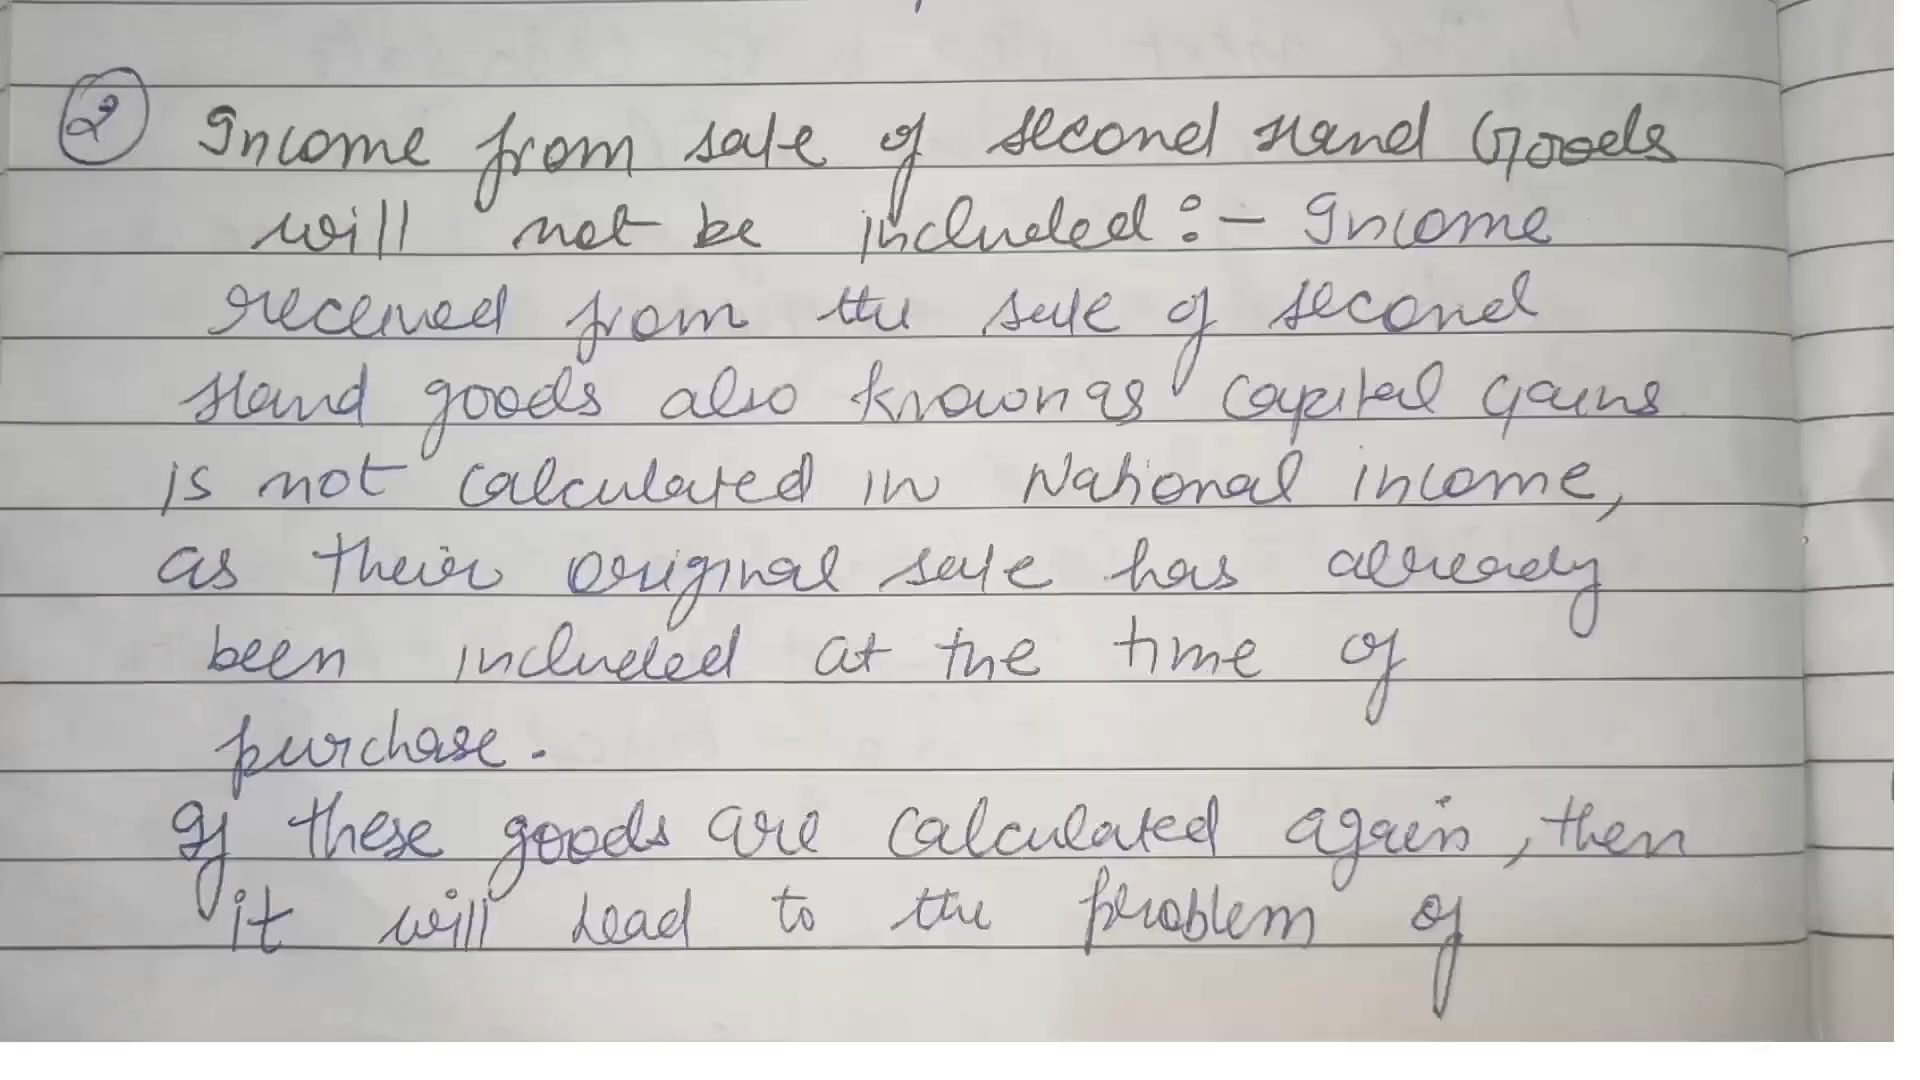 ② Income from sale of second Hand Goods
will not be included :- Income
received from the sale of second
Hand goods also known as capital gains
is not calculated in National income,
as their original sale has already
been included at the time of
purchase.
If these goods are calculated again, then
it will lead to the problem of